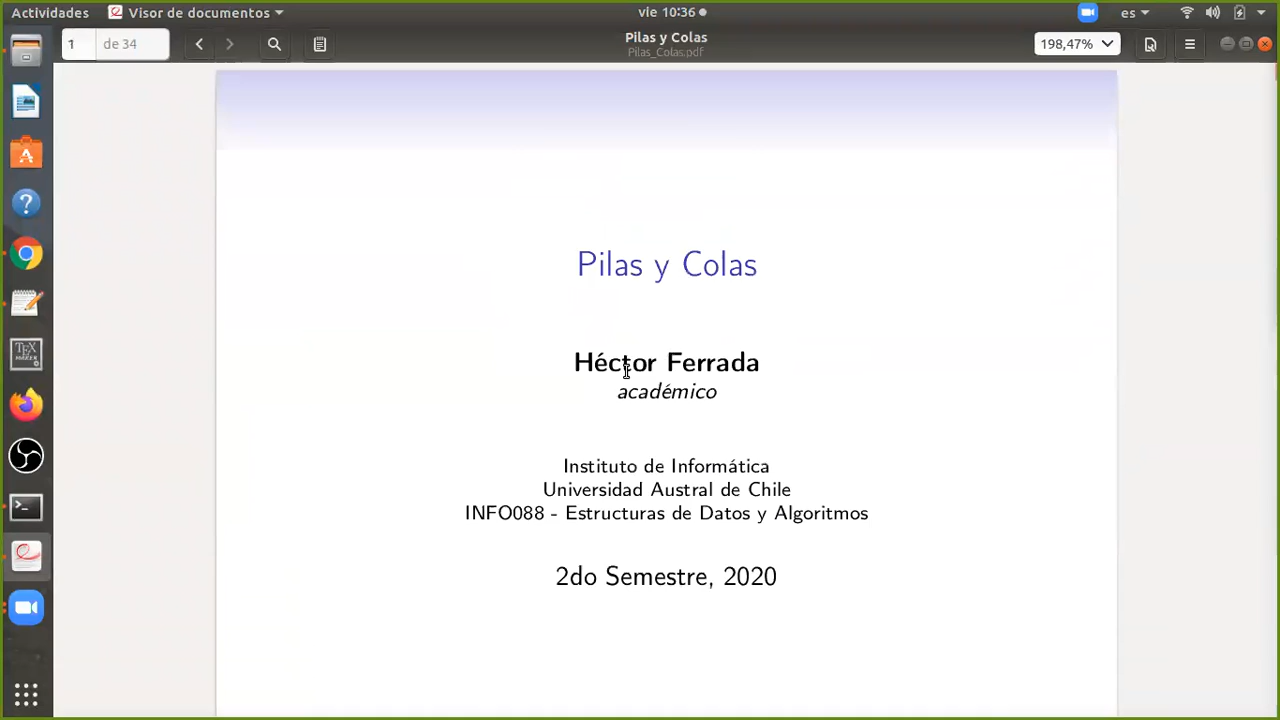 Actividades Visor de documentos vie 10:36 es
1 de 34 Pilas y Colas 198,47%
Pilas_Colas.pdf
Pilas y Colas
Héctor Ferrada
académico
Instituto de Informática
Universidad Austral de Chile
INFO088 - Estructuras de Datos y Algoritmos
2do Semestre, 2020